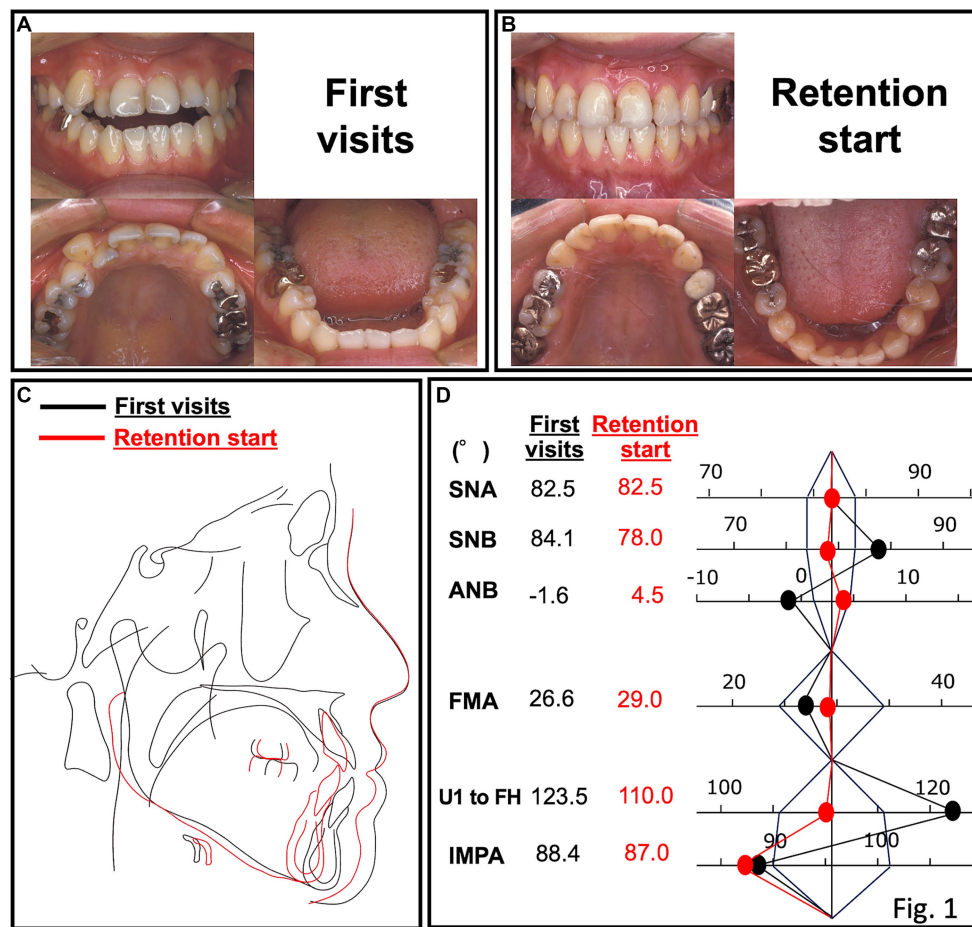 A
First
visits
B
Retention
start
C
First visits
Retention start
D
(° ) First visits Retention start
SNA 82.5 82.5 70 90
SNB 84.1 78.0 70 90
ANB -1.6 4.5 -10 0 10
FMA 26.6 29.0 20 40
U1 to FH 123.5 110.0 100 120
IMPA 88.4 87.0 90 100
Fig. 1